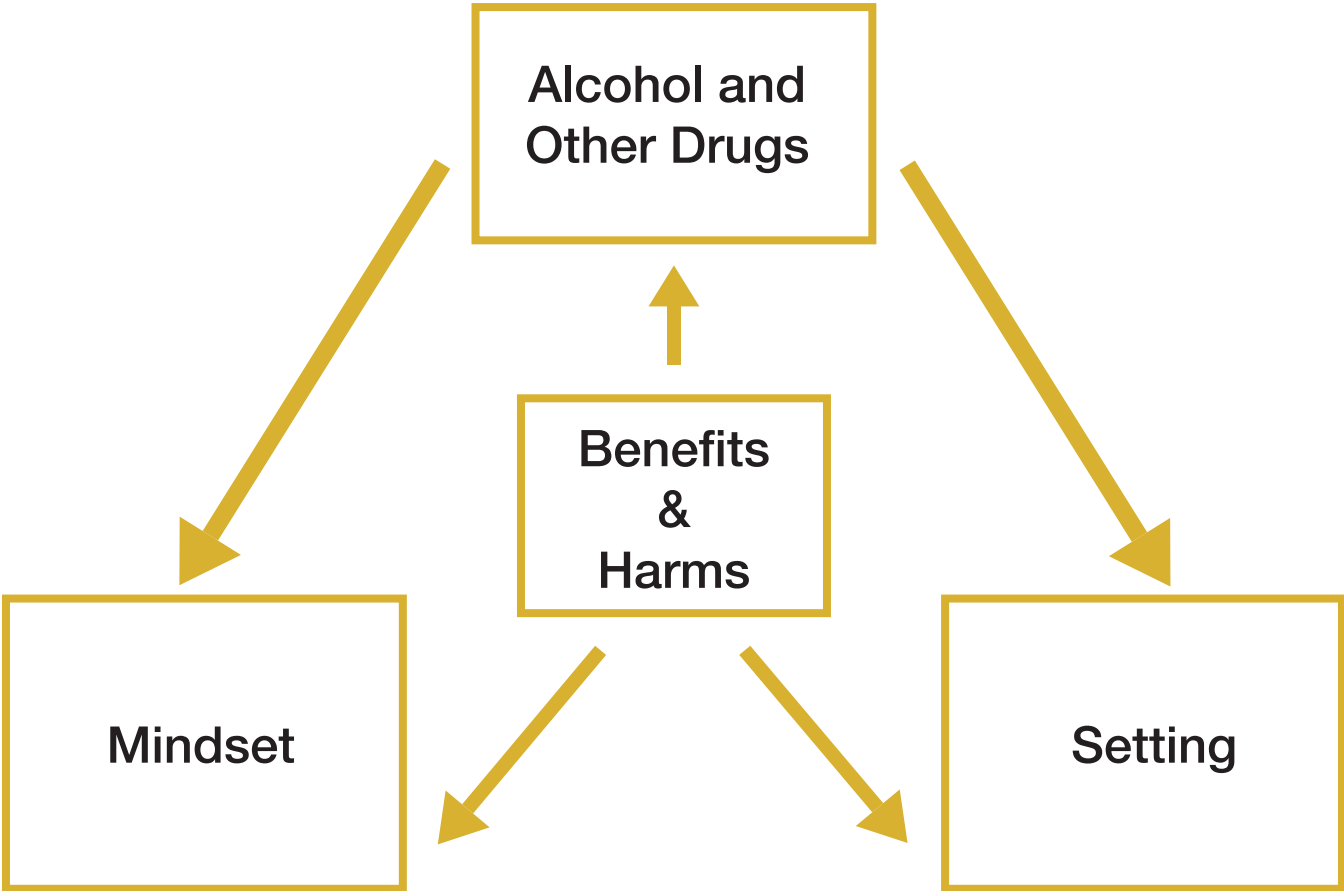 Alcohol and
Other Drugs
Benefits
&
Harms
Mindset
Setting